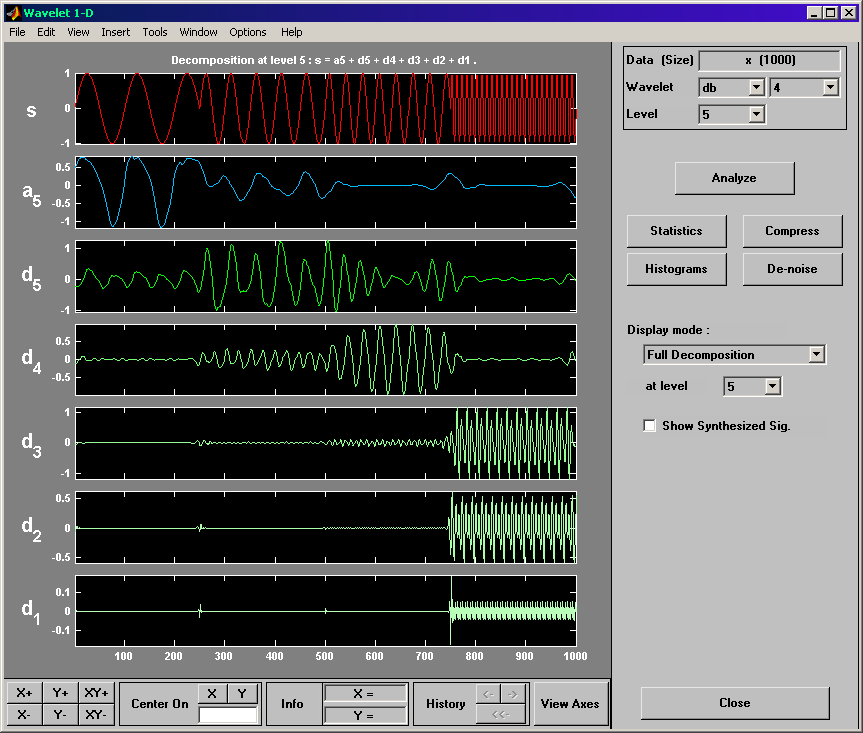 Wavelet 1-D
File Edit View Insert Tools Window Options Help
Decomposition at level 5 : s = a5 + d5 + d4 + d3 + d2 + d1 .
1
0
-1
s
0.5
0
-0.5
-1
a5
1
0
-1
d5
0.5
0
-0.5
d4
1
0
-1
d3
0.5
0
-0.5
d2
0.1
0
-0.1
d1
100 200 300 400 500 600 700 800 900 1000
Data (Size) x (1000)
Wavelet db 4
Level 5
Analyze
Statistics Compress
Histograms De-noise
Display mode :
Full Decomposition
at level 5
Show Synthesized Sig.
X+ Y+ XY+
X- Y- XY-
Center On X Y
Info X =
Y =
History <- ->
<<-
View Axes
Close